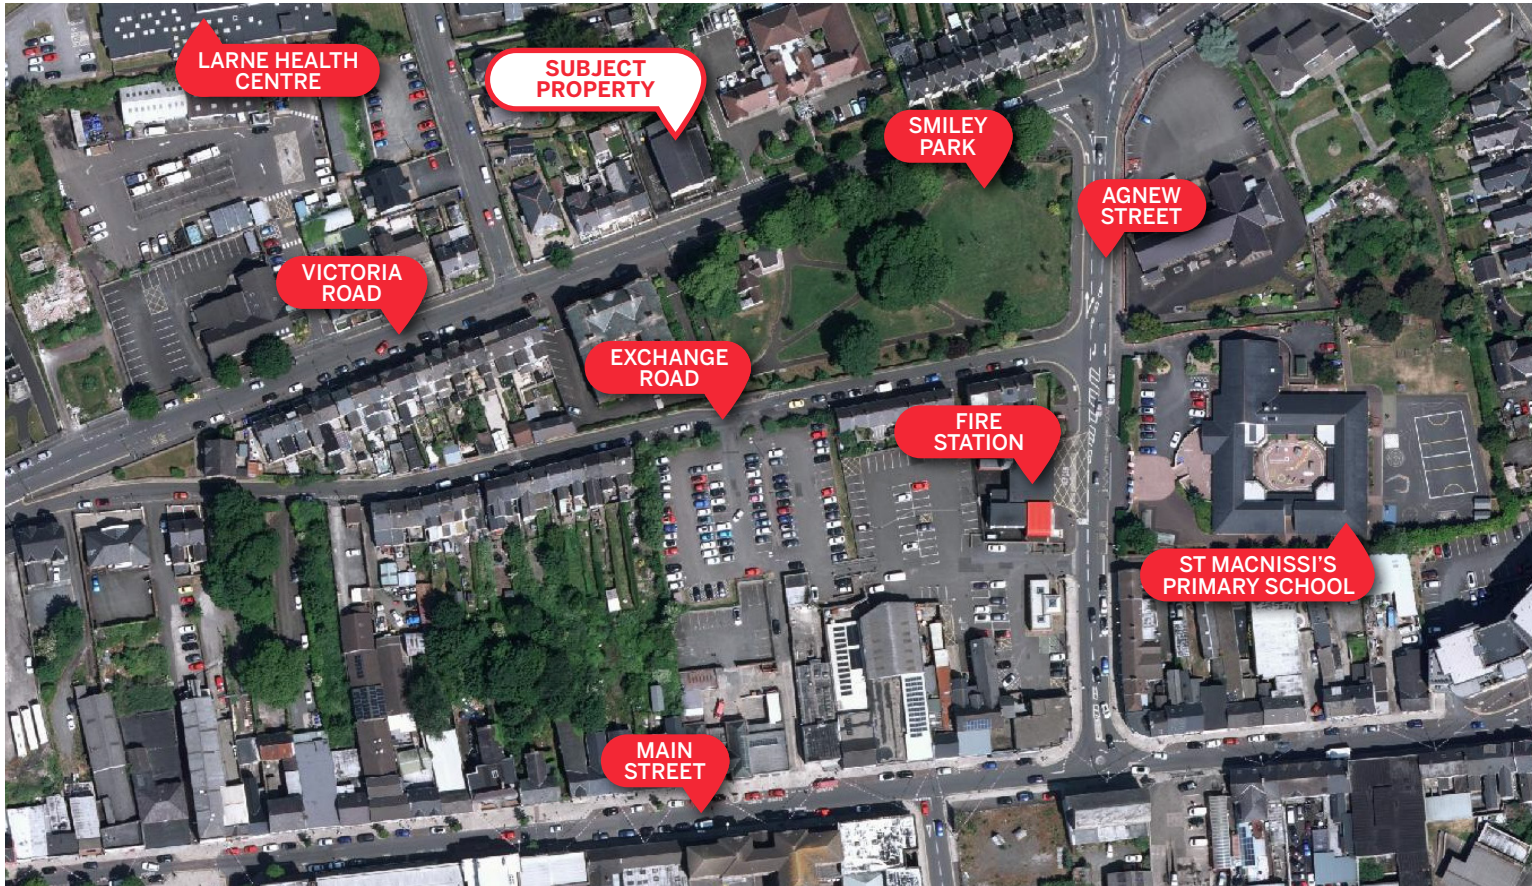 LARNE HEALTH
CENTRE
SUBJECT
PROPERTY
SMILEY
PARK
AGNEW
STREET
VICTORIA
ROAD
EXCHANGE
ROAD
FIRE
STATION
ST MACNISSI'S
PRIMARY SCHOOL
MAIN
STREET